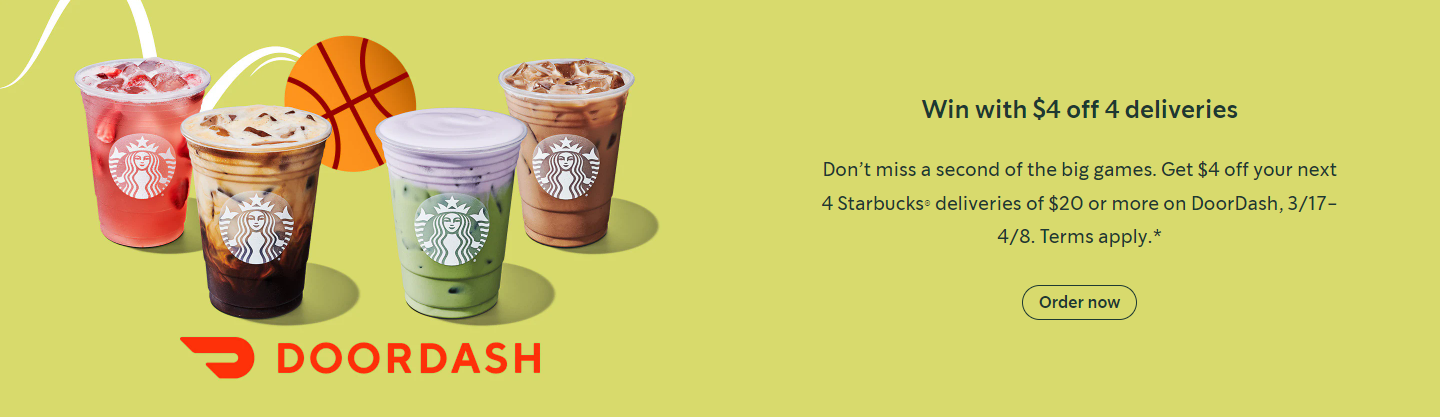 Win with $4 off 4 deliveries
Don’t miss a second of the big games. Get $4 off your next
4 Starbucks® deliveries of $20 or more on DoorDash, 3/17–
4/8. Terms apply.*
Order now
DOORDASH